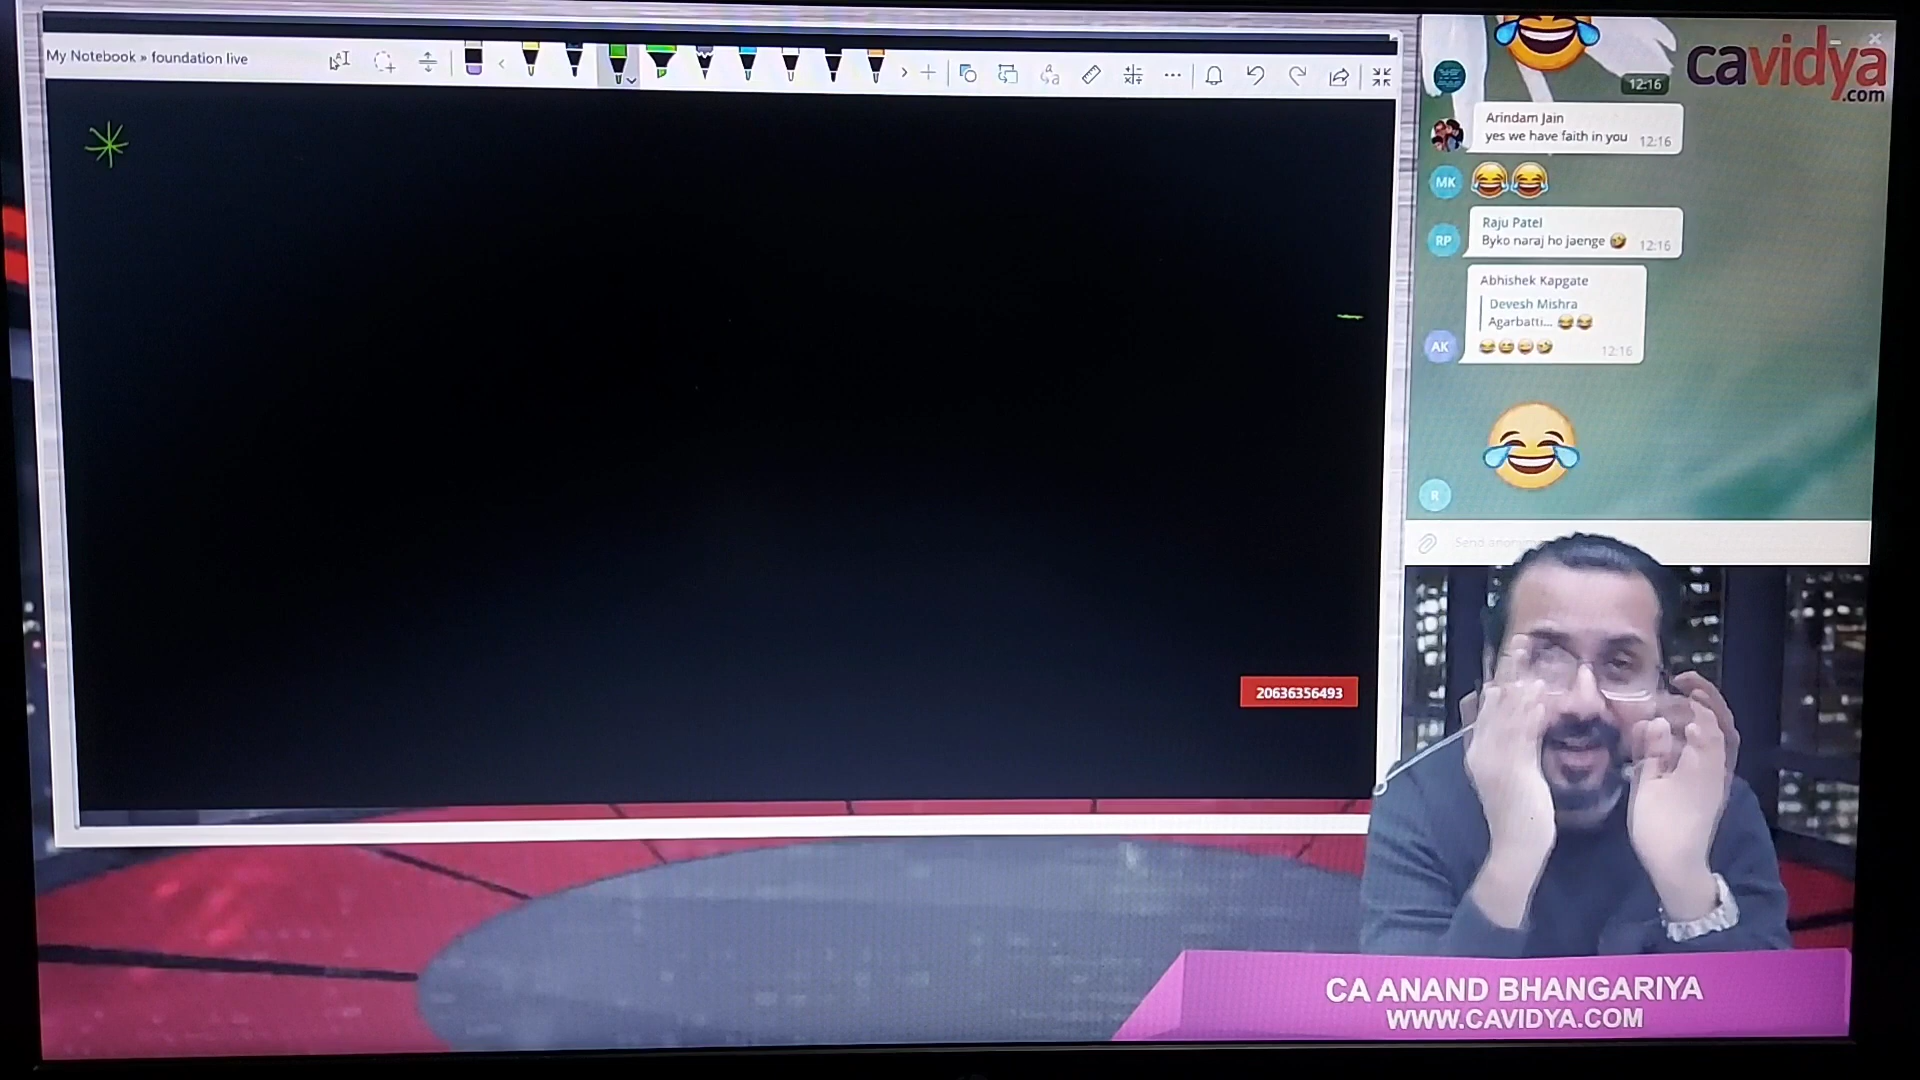 My Notebook » foundation live
cavidya
.com
12:16
Arindam Jain
yes we have faith in you 12:16
MK
Raju Patel
RP
Byko naraj ho jaenge 🤣 12:16
Abhishek Kapgate
Devesh Mishra
Agarbatti... 😂😂
AK
12:16
R
20636356493
CA ANAND BHANGARIYA
WWW.CAVIDYA.COM